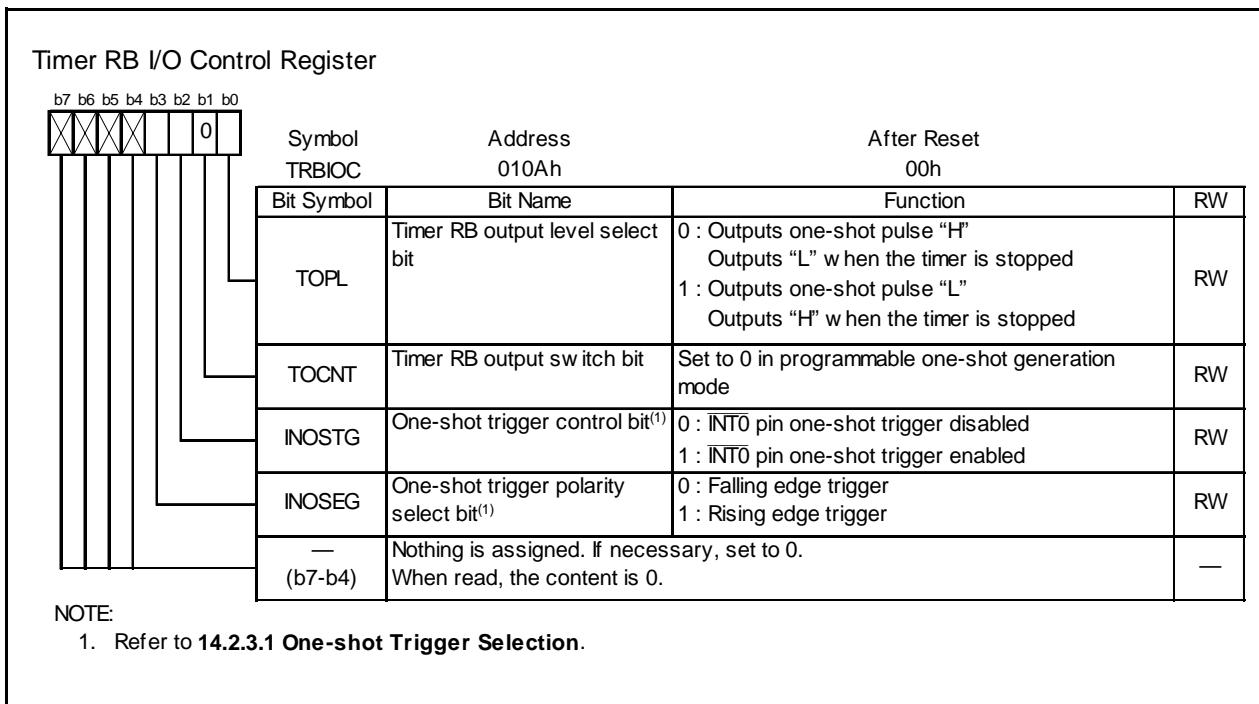 Timer RB I/O Control Register
b7 b6 b5 b4 b3 b2 b1 b0
0
Symbol Address After Reset
TRBIOC 010Ah 00h
Bit Symbol Bit Name Function RW
TOPL Timer RB output level select bit 0 : Outputs one-shot pulse “H” RW
Outputs “L” when the timer is stopped
1 : Outputs one-shot pulse “L”
Outputs “H” when the timer is stopped
TOCNT Timer RB output switch bit Set to 0 in programmable one-shot generation mode RW
INOSTG One-shot trigger control bit(1) 0 : INT0 pin one-shot trigger disabled RW
1 : INT0 pin one-shot trigger enabled
INOSEG One-shot trigger polarity select bit(1) 0 : Falling edge trigger RW
1 : Rising edge trigger
— (b7-b4) Nothing is assigned. If necessary, set to 0. —
When read, the content is 0.
NOTE:
1. Refer to 14.2.3.1 One-shot Trigger Selection.